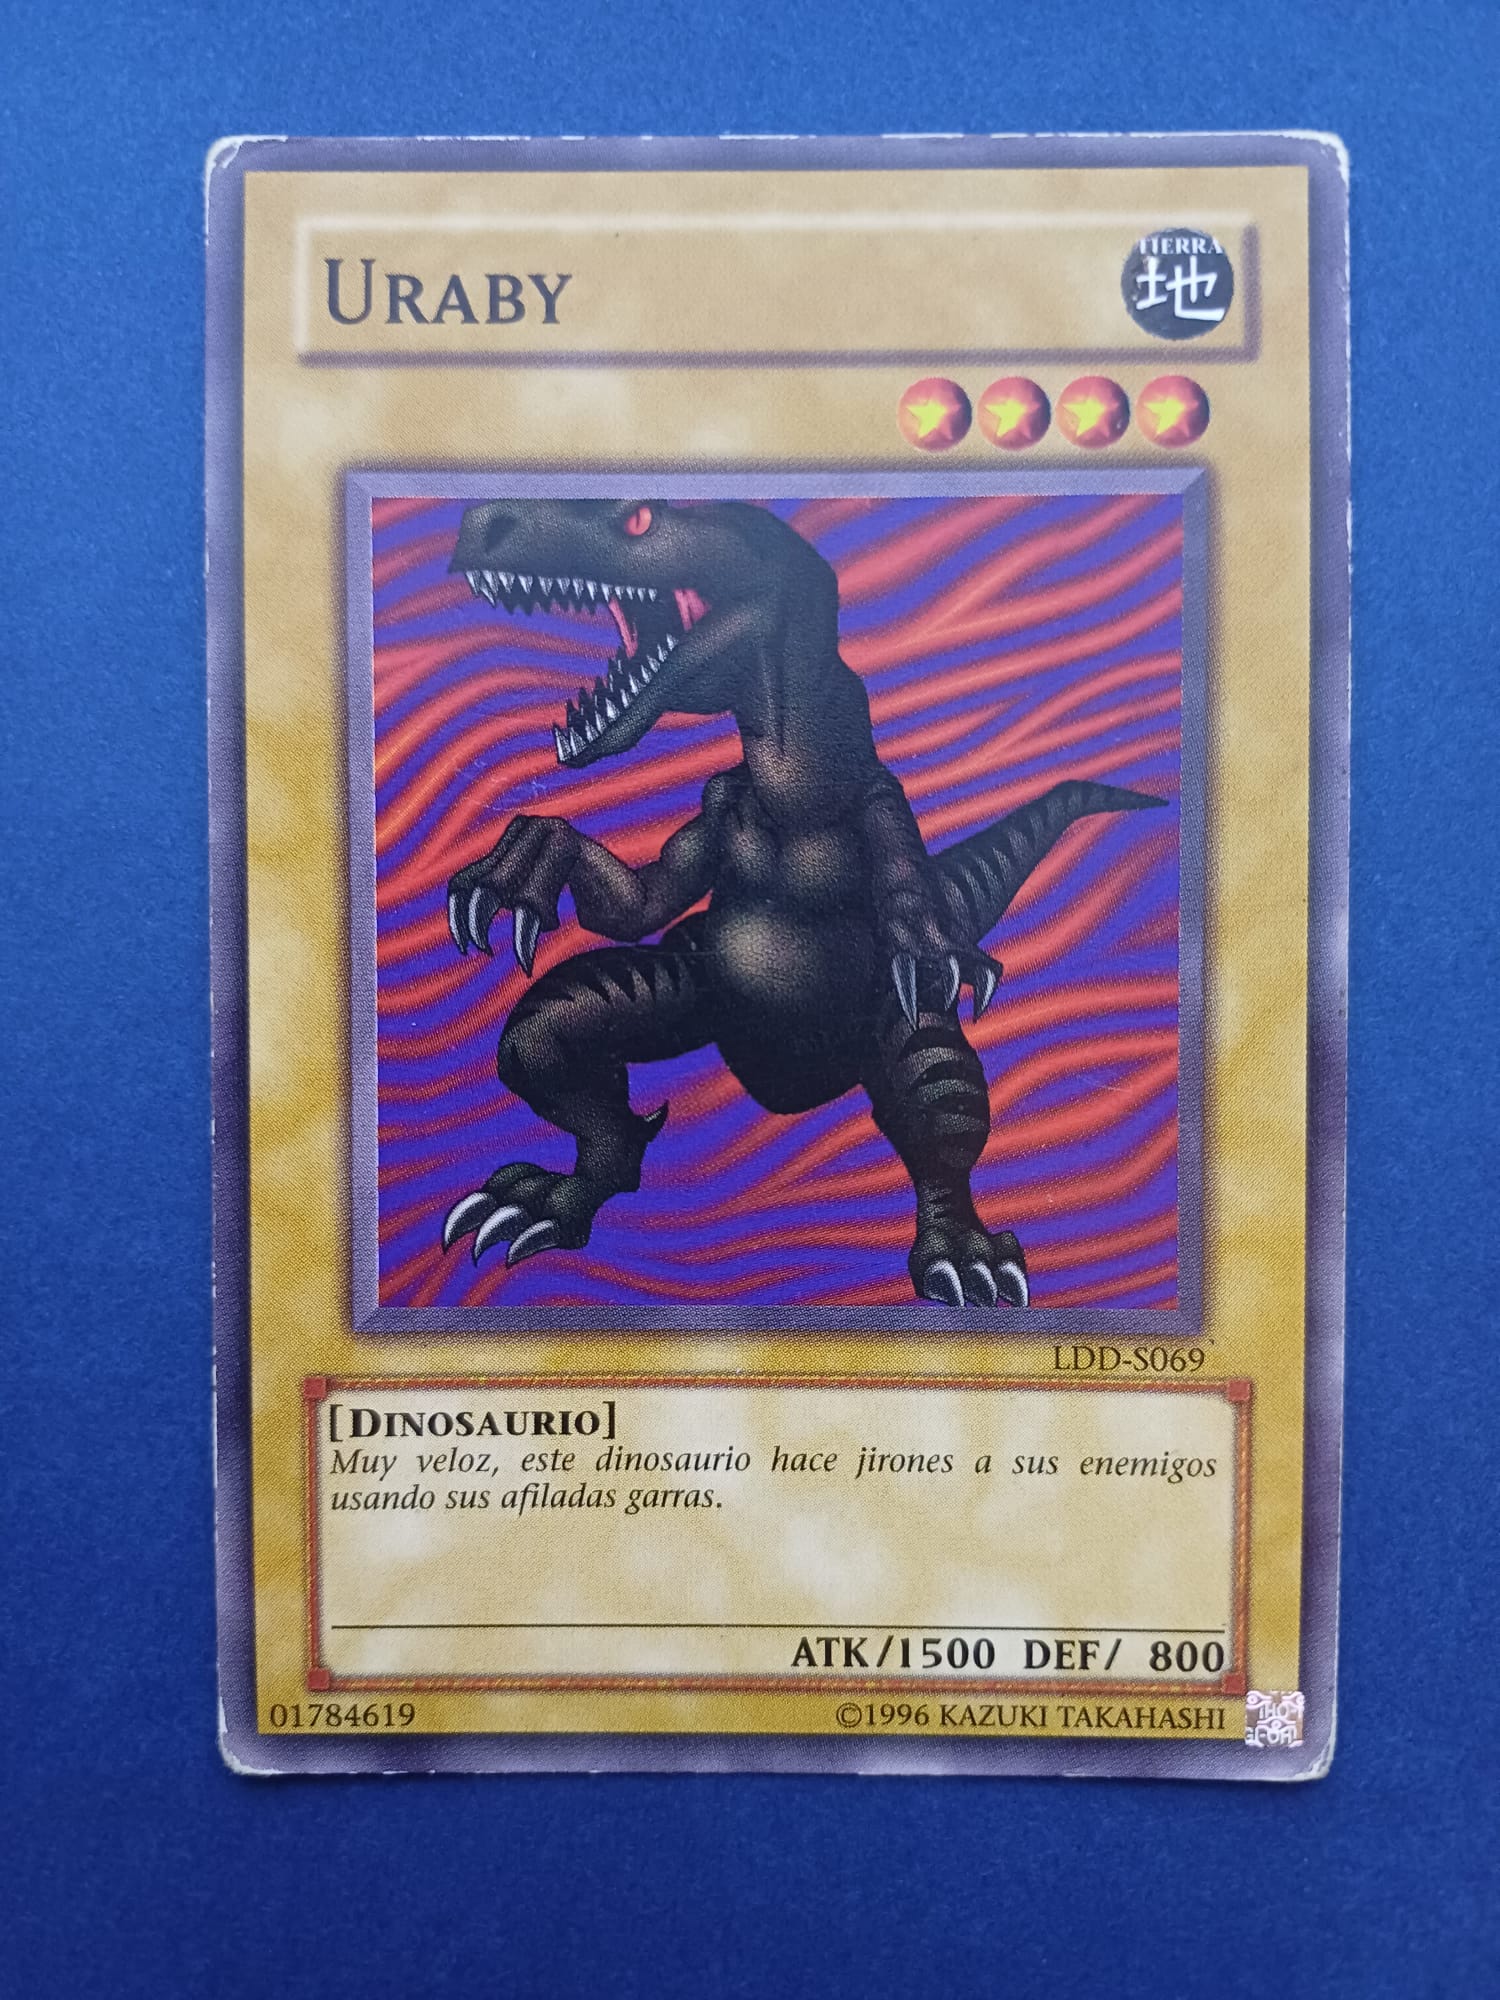 URABY
TIERRA
地
LDD-S069
[DINOSAURIO]
Muy veloz, este dinosaurio hace jirones a sus enemigos
usando sus afiladas garras.
ATK/1500 DEF/ 800
01784619
©1996 KAZUKI TAKAHASHI